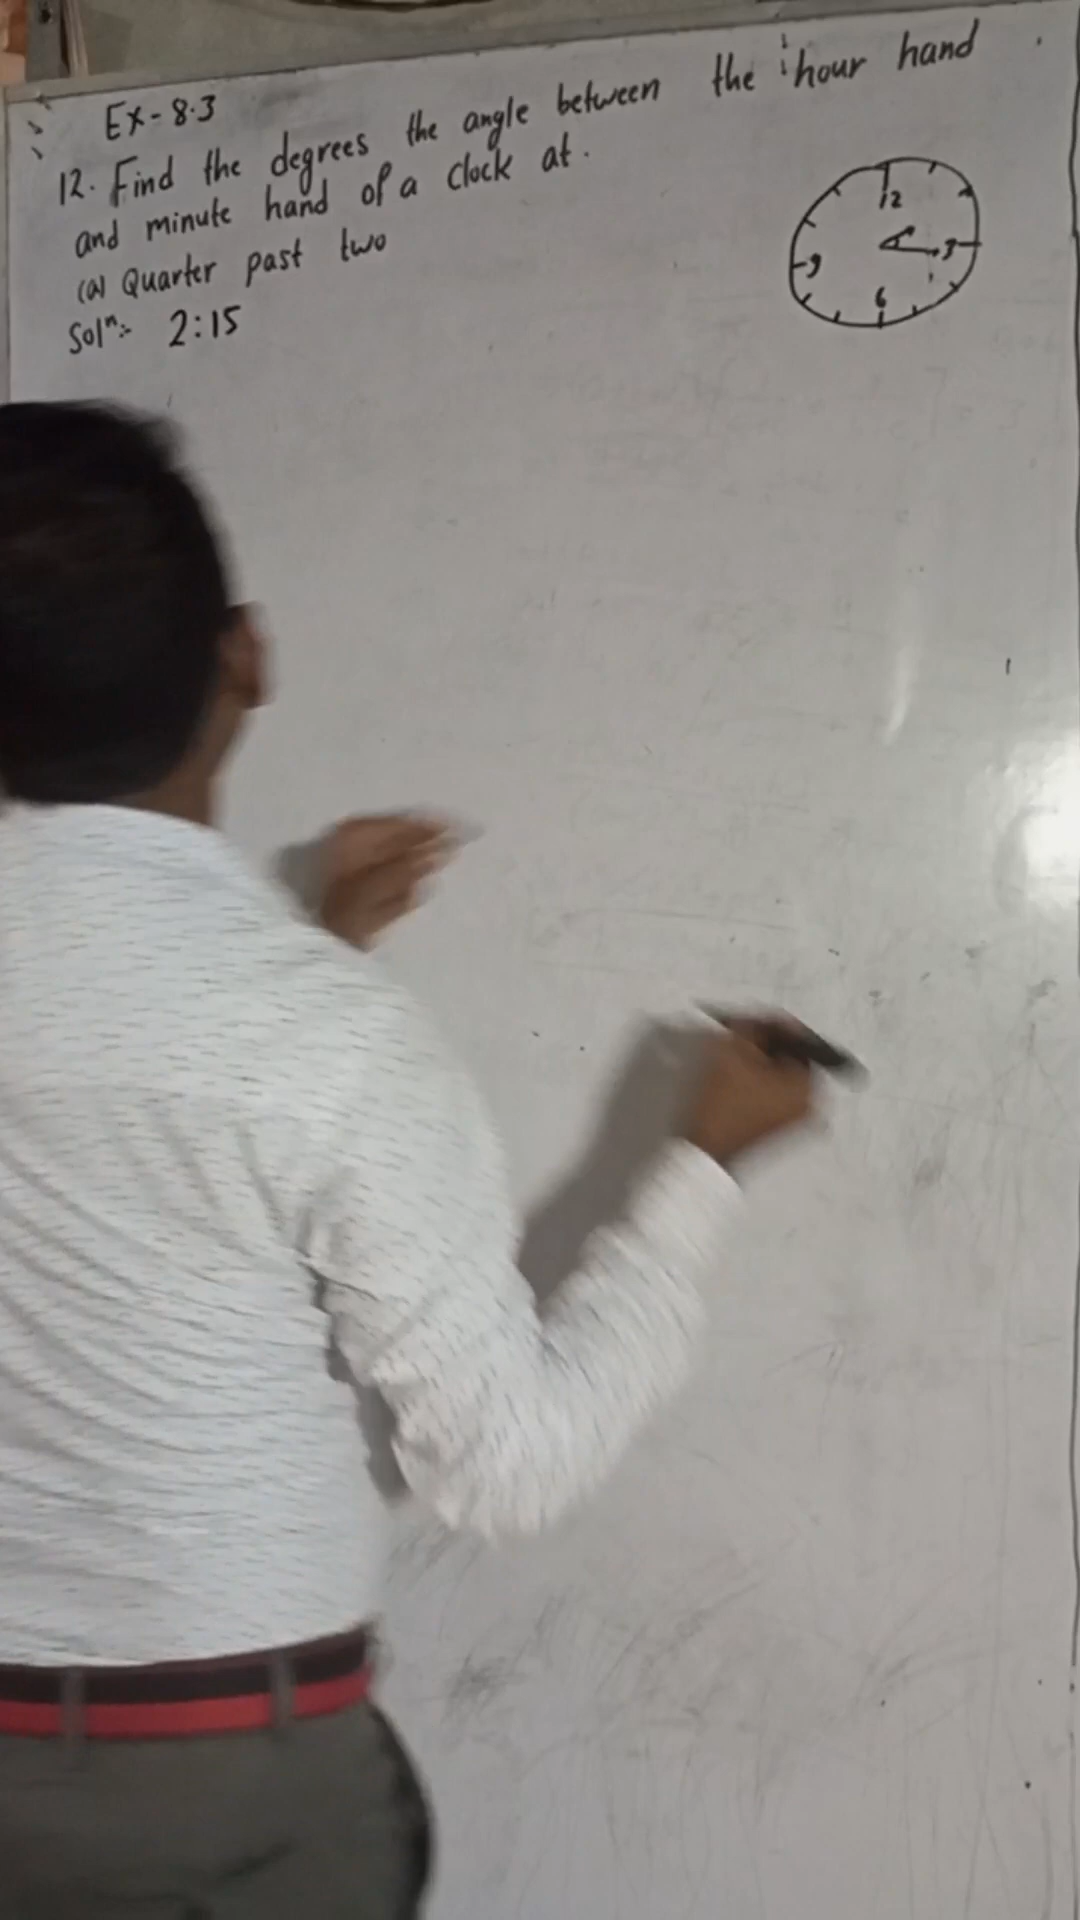 Ex-8.3
12. Find the degrees the angle between the hour hand
and minute hand of a clock at.
(a) Quarter past two
Solⁿ:- 2:15
12
9 3
6